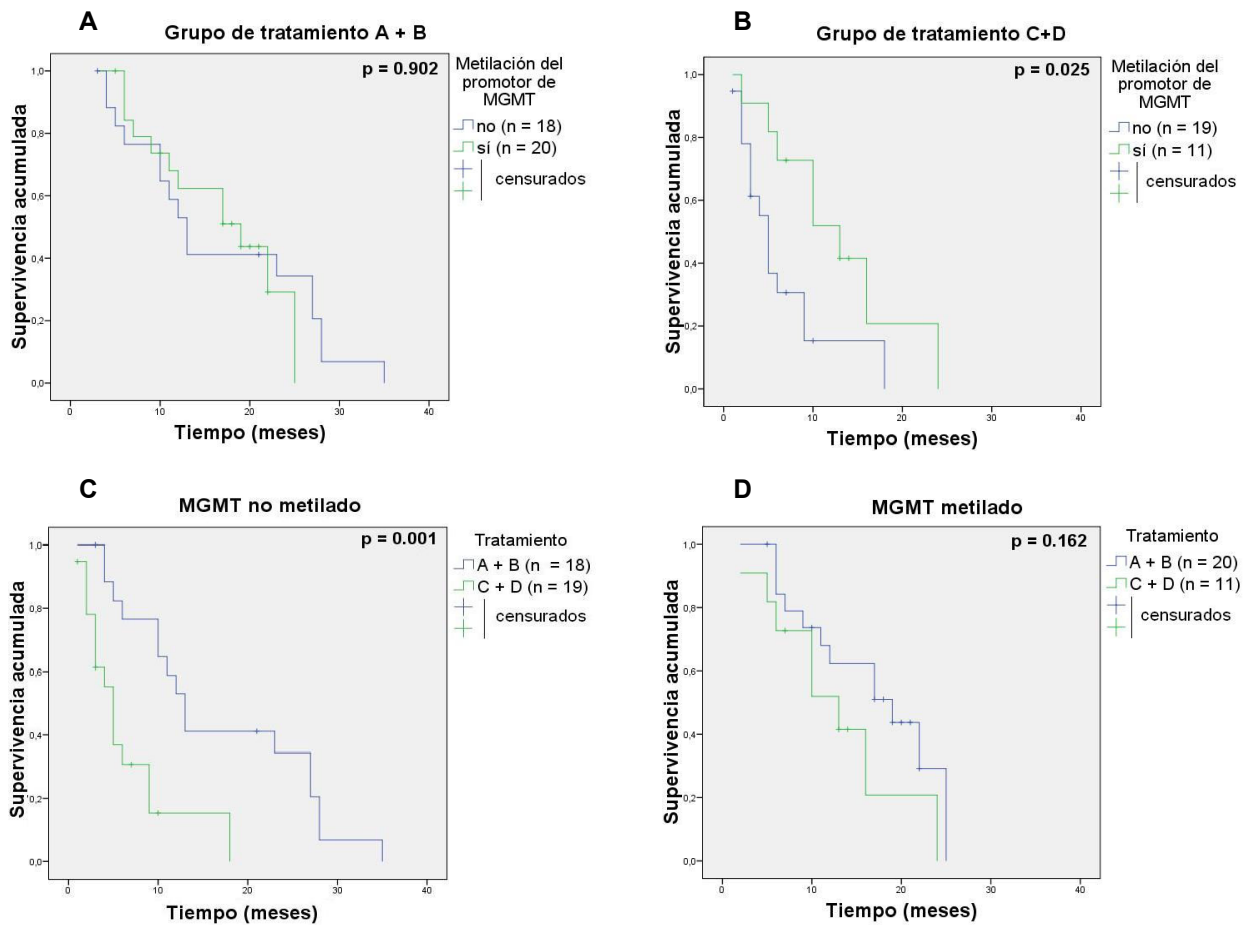 A
Grupo de tratamiento A + B
p = 0.902
Metilación del
promotor de
MGMT
no (n = 18)
sí (n = 20)
censurados
Supervivencia acumulada
1,0
0,8
0,6
0,4
0,2
0,0
0
10
20
30
40
Tiempo (meses)
B
Grupo de tratamiento C+D
p = 0.025
Metilación del
promotor de
MGMT
no (n = 19)
sí (n = 11)
censurados
Supervivencia acumulada
1,0
0,8
0,6
0,4
0,2
0,0
0
10
20
30
40
Tiempo (meses)
C
MGMT no metilado
p = 0.001
Tratamiento
A + B (n = 18)
C + D (n = 19)
censurados
Supervivencia acumulada
1,0
0,8
0,6
0,4
0,2
0,0
0
10
20
30
40
Tiempo (meses)
D
MGMT metilado
p = 0.162
Tratamiento
A + B (n = 20)
C + D (n = 11)
censurados
Supervivencia acumulada
1,0
0,8
0,6
0,4
0,2
0,0
0
10
20
30
40
Tiempo (meses)